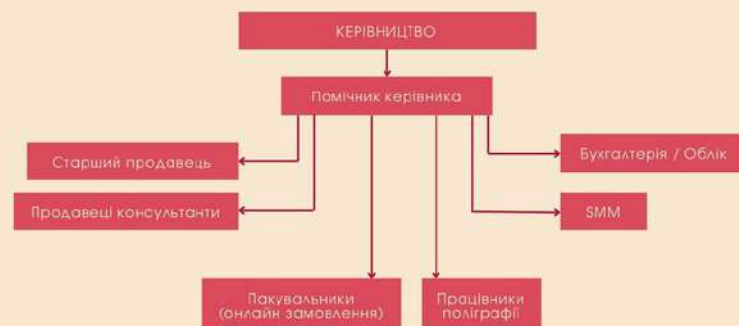 КЕРІВНИЦТВО
Помічник керівника
Старший продавець
Бухгалтерія / Облік
Продавеці консультанти
SMM
Пакувальники
(онлайн замовлення)
Працівники
поліграфії